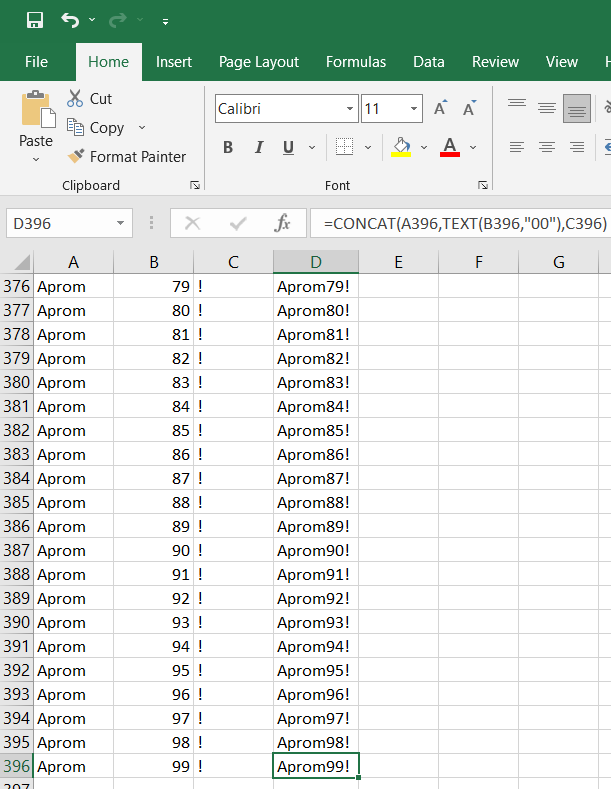 File Home Insert Page Layout Formulas Data Review View
Cut
Copy
Format Painter
Paste
Clipboard
Calibri 11 A A
B I U A
Font
D396 fx =CONCAT(A396,TEXT(B396,"00"),C396)
A B C D E F G
376 Aprom 79 ! Aprom79!
377 Aprom 80 ! Aprom80!
378 Aprom 81 ! Aprom81!
379 Aprom 82 ! Aprom82!
380 Aprom 83 ! Aprom83!
381 Aprom 84 ! Aprom84!
382 Aprom 85 ! Aprom85!
383 Aprom 86 ! Aprom86!
384 Aprom 87 ! Aprom87!
385 Aprom 88 ! Aprom88!
386 Aprom 89 ! Aprom89!
387 Aprom 90 ! Aprom90!
388 Aprom 91 ! Aprom91!
389 Aprom 92 ! Aprom92!
390 Aprom 93 ! Aprom93!
391 Aprom 94 ! Aprom94!
392 Aprom 95 ! Aprom95!
393 Aprom 96 ! Aprom96!
394 Aprom 97 ! Aprom97!
395 Aprom 98 ! Aprom98!
396 Aprom 99 ! Aprom99!